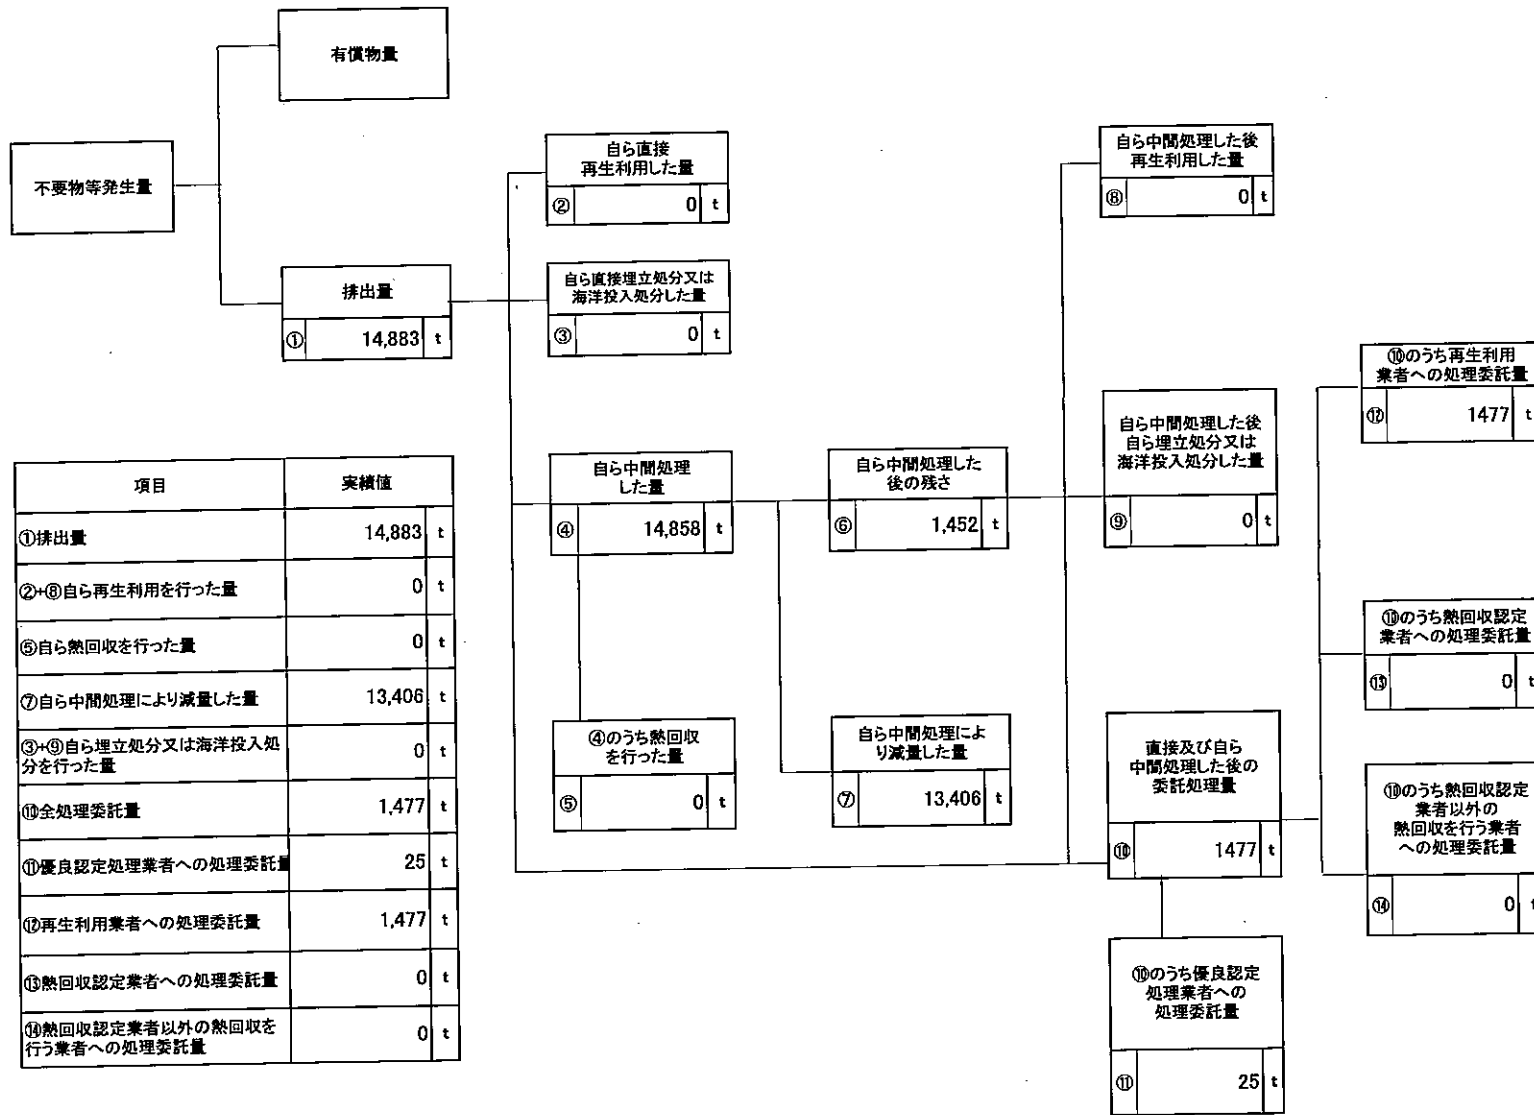 有償物量
不要物等発生量
排出量
① 14,883 t
自ら直接
再生利用した量
② 0 t
自ら直接埋立処分又は
海洋投入処分した量
③ 0 t
自ら中間処理
した量
④ 14,858 t
④のうち熱回収
を行った量
⑤ 0 t
自ら中間処理した
後の残さ
⑥ 1,452 t
自ら中間処理によ
り減量した量
⑦ 13,406 t
自ら中間処理した後
再生利用した量
⑧ 0 t
自ら中間処理した後
自ら埋立処分又は
海洋投入処分した量
⑨ 0 t
直接及び自ら
中間処理した後の
委託処理量
⑩ 1477 t
⑩のうち優良認定
処理業者への
処理委託量
⑪ 25 t
⑩のうち再生利用
業者への処理委託量
⑫ 1477 t
⑩のうち熱回収認定
業者への処理委託量
⑬ 0 t
⑩のうち熱回収認定
業者以外の
熱回収を行う業者
への処理委託量
⑭ 0 t
項目 実績値
①排出量 14,883 t
②+⑧自ら再生利用を行った量 0 t
⑤自ら熱回収を行った量 0 t
⑦自ら中間処理により減量した量 13,406 t
③+⑨自ら埋立処分又は海洋投入処
分を行った量 0 t
⑩全処理委託量 1,477 t
⑪優良認定処理業者への処理委託量 25 t
⑫再生利用業者への処理委託量 1,477 t
⑬熱回収認定業者への処理委託量 0 t
⑭熱回収認定業者以外の熱回収を
行う業者への処理委託量 0 t